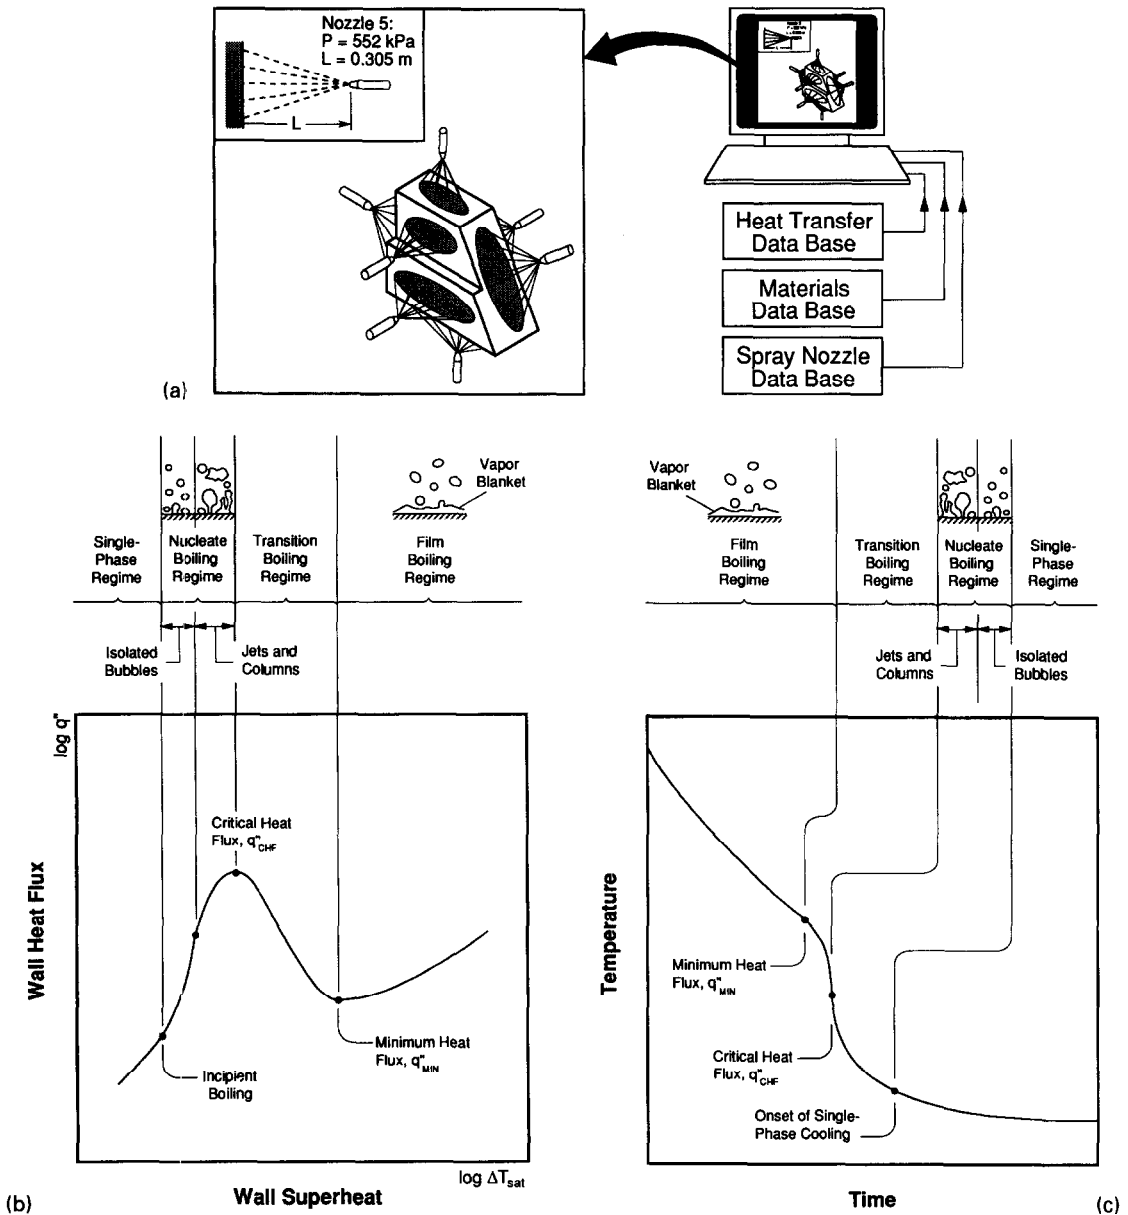 Nozzle 5:
P = 552 kPa
L = 0.305 m
L
Heat Transfer
Data Base
Materials
Data Base
Spray Nozzle
Data Base
(a)
Vapor
Blanket
Single-
Phase
Regime
Nucleate
Boiling
Regime
Transition
Boiling
Regime
Film
Boiling
Regime
Isolated
Bubbles
Jets and
Columns
log q"
Wall Heat Flux
Critical Heat
Flux, q"CHF
Minimum Heat
Flux, q"MIN
Incipient
Boiling
log ΔTsat
Wall Superheat
(b)
Vapor
Blanket
Film
Boiling
Regime
Transition
Boiling
Regime
Nucleate
Boiling
Regime
Single-
Phase
Regime
Jets and
Columns
Isolated
Bubbles
Temperature
Minimum Heat
Flux, q"MIN
Critical Heat
Flux, q"CHF
Onset of Single-
Phase Cooling
Time
(c)